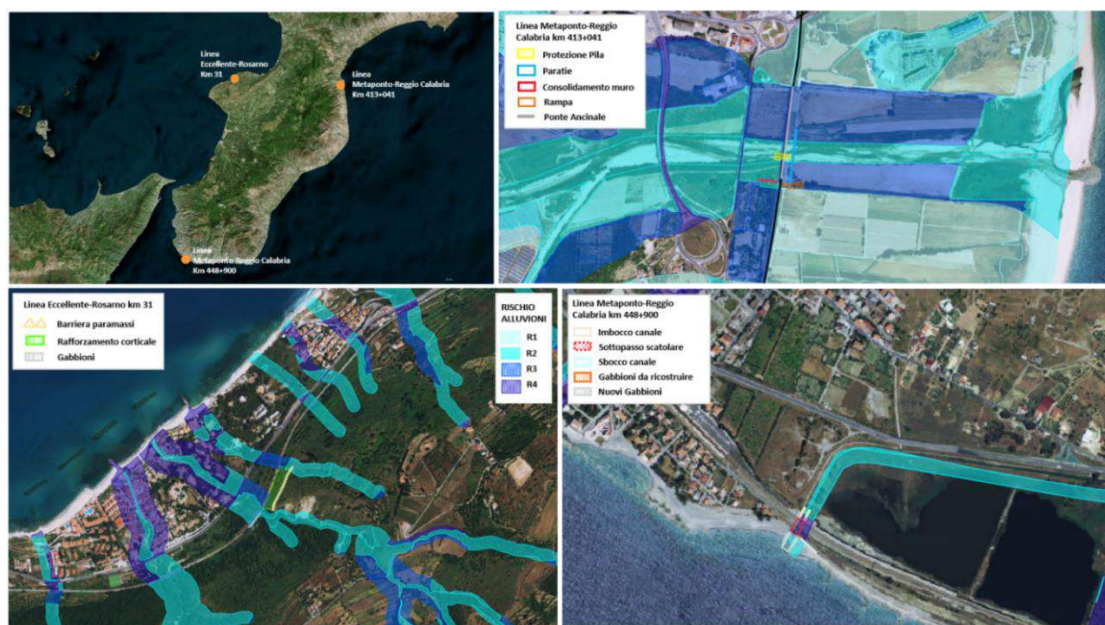 Linea
Eccellente-Rosarno
Km 31
Linea
Metaponto-Reggio Calabria
Km 413+041
Linea
Metaponto-Reggio Calabria
Km 448+900
Linea Metaponto-Reggio
Calabria km 413+041
Protezione Pila
Paratie
Consolidamento muro
Rampa
Ponte Ancinale
Linea Eccellente-Rosarno km 31
Barriera paramassi
Rafforzamento corticale
Gabbioni
RISCHIO
ALLUVIONI
R1
R2
R3
R4
Linea Metaponto-Reggio
Calabria km 448+900
Imbocco canale
Sottopasso scatolare
Sbocco canale
Gabbioni da ricostruire
Nuovi Gabbioni